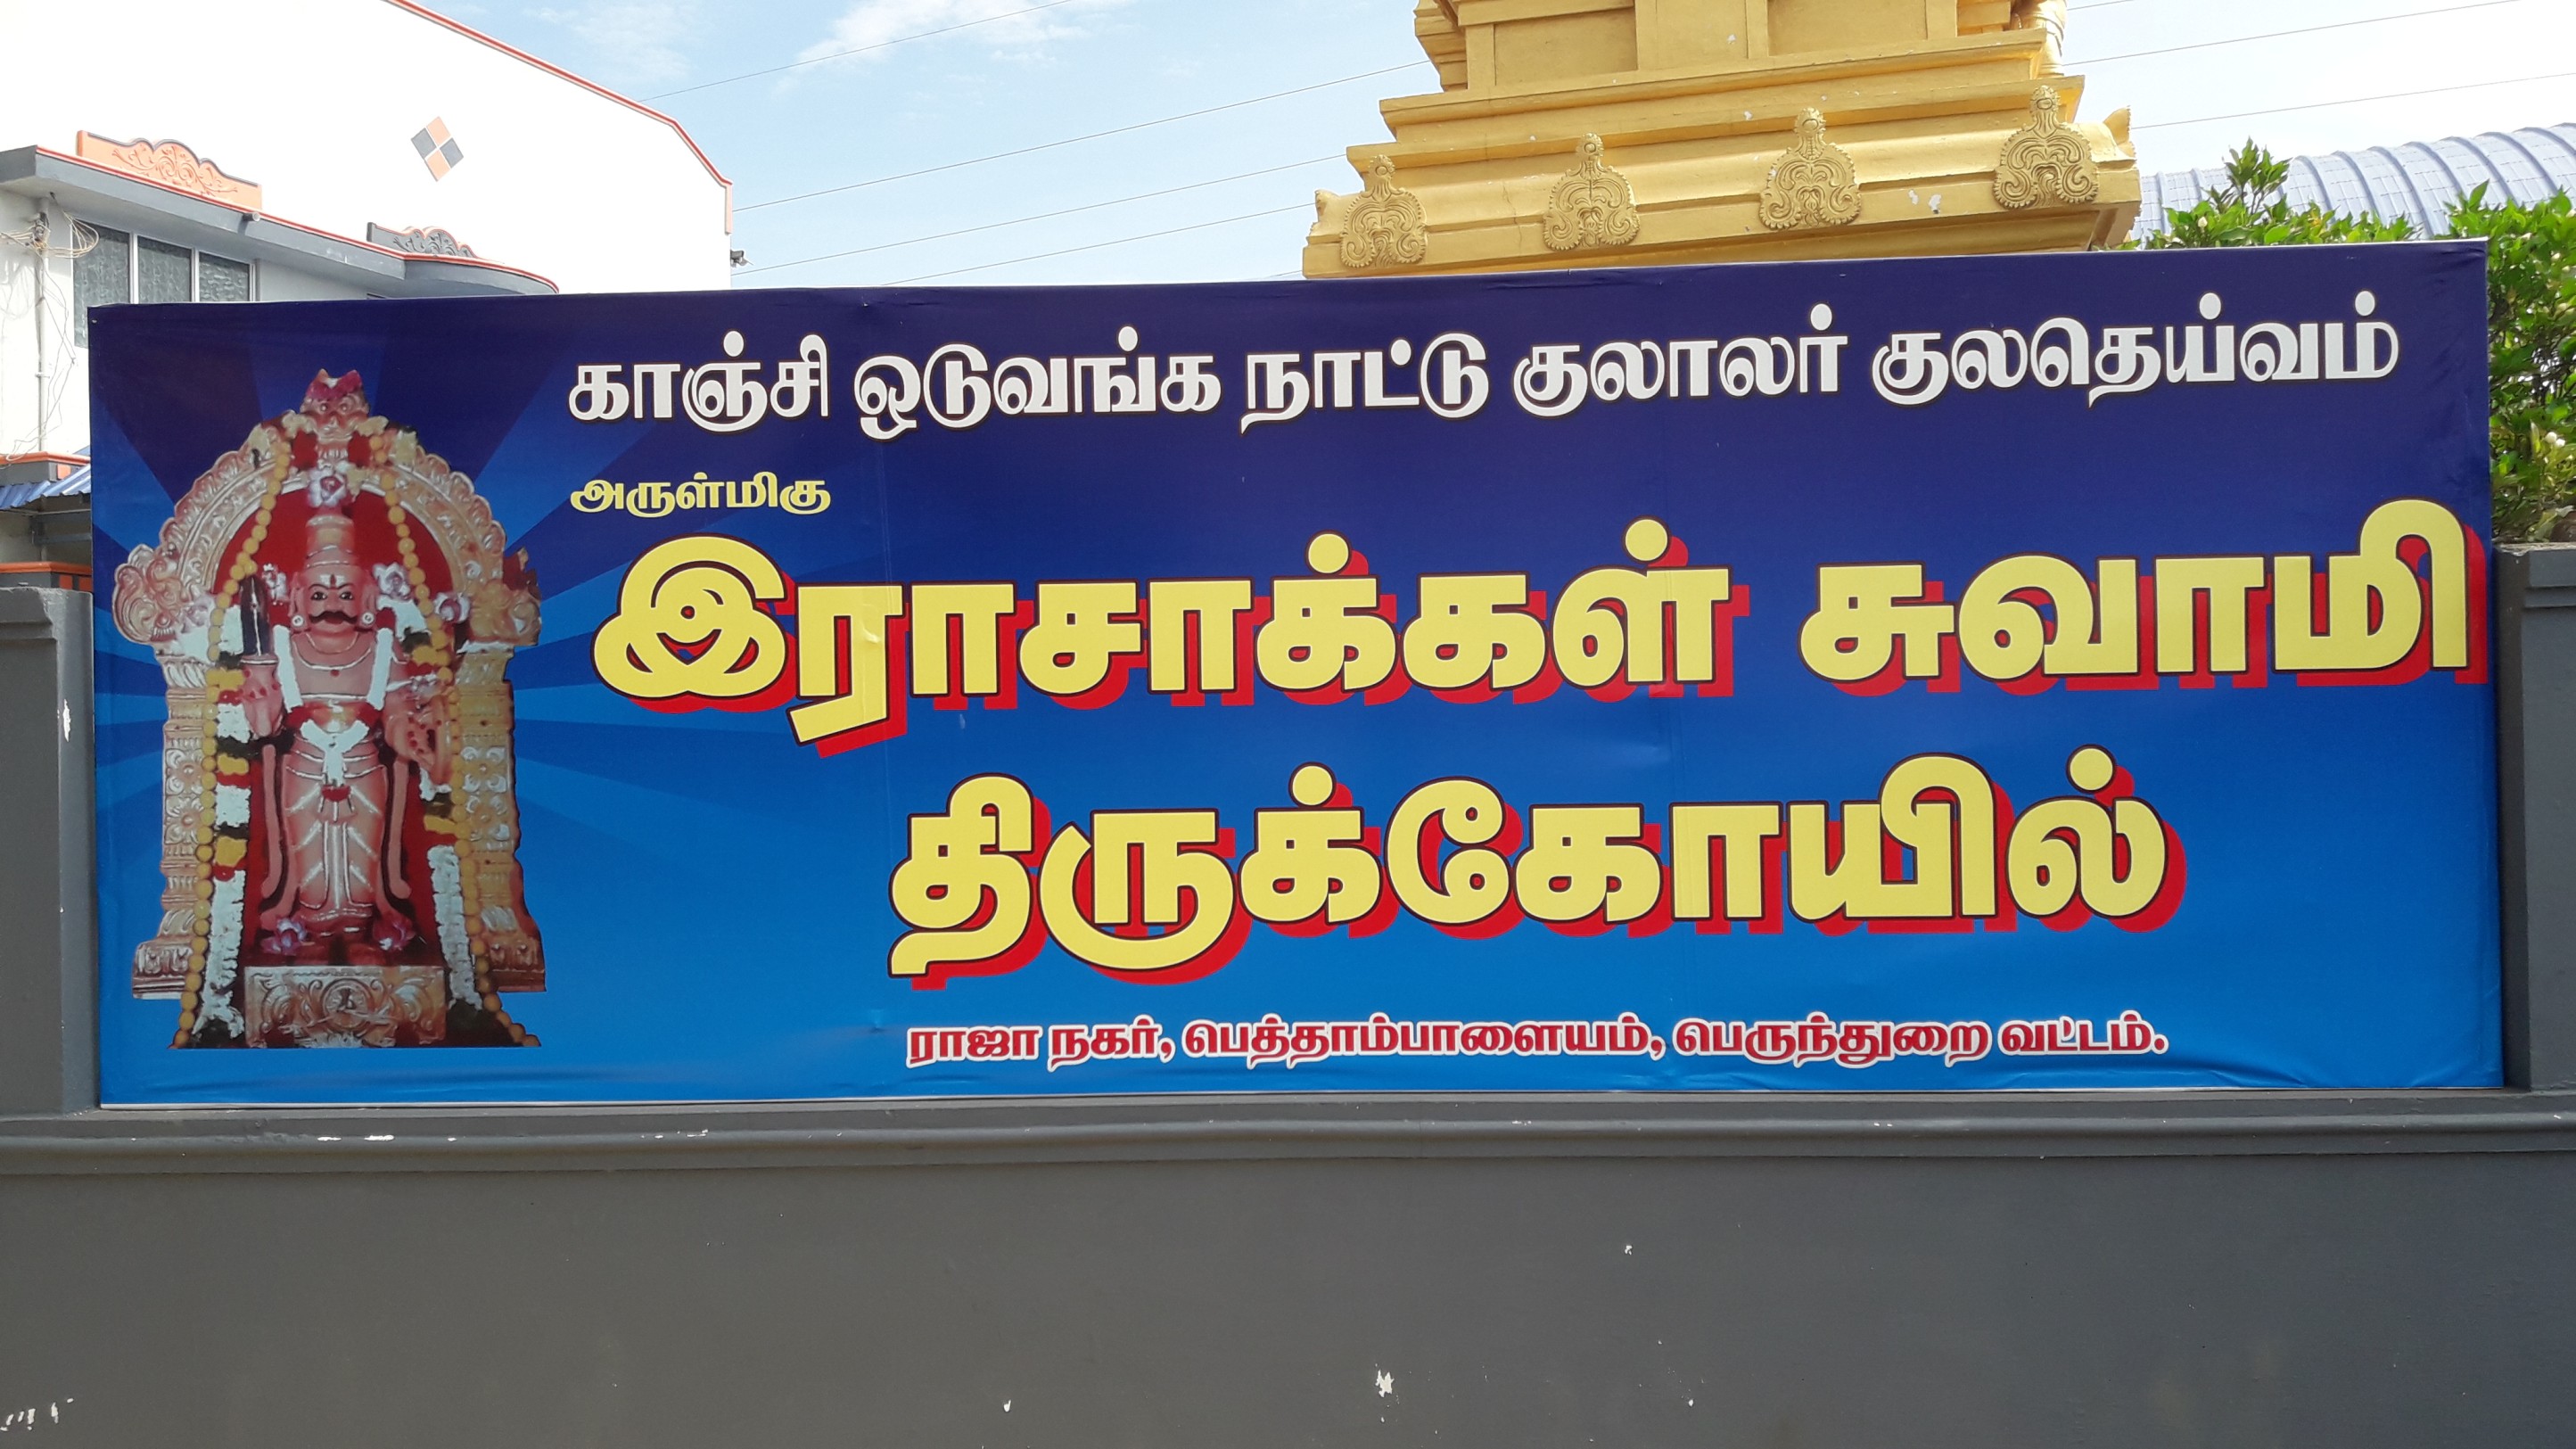 காஞ்சி ஒடுவங்க நாட்டு குலாலர் குலதெய்வம்
அருள்மிகு
இராசாக்கள் சுவாமி
திருக்கோயில்
ராஜா நகர், பெத்தாம்பாளையம், பெருந்துறை வட்டம்.